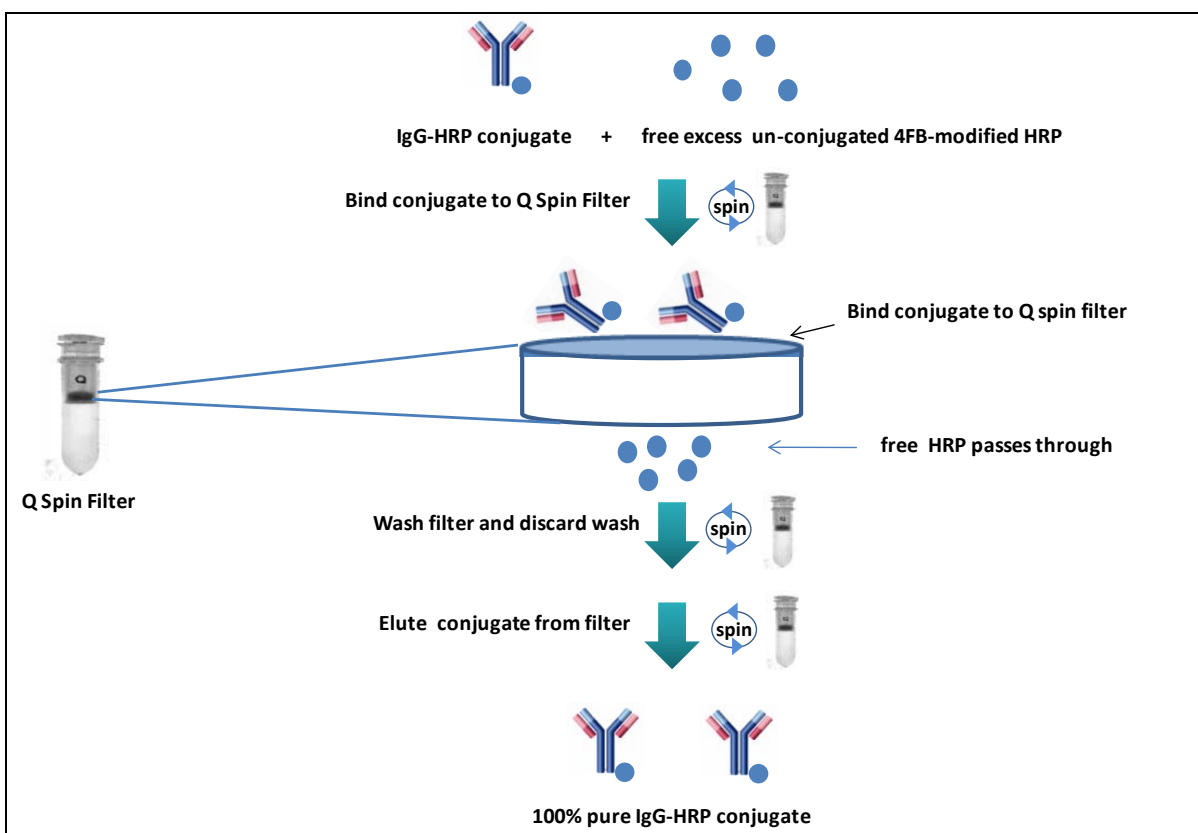 IgG-HRP conjugate + free excess un-conjugated 4FB-modified HRP
Bind conjugate to Q Spin Filter
spin
Bind conjugate to Q spin filter
Q
free HRP passes through
Q Spin Filter
Wash filter and discard wash
spin
Elute conjugate from filter
spin
100% pure IgG-HRP conjugate